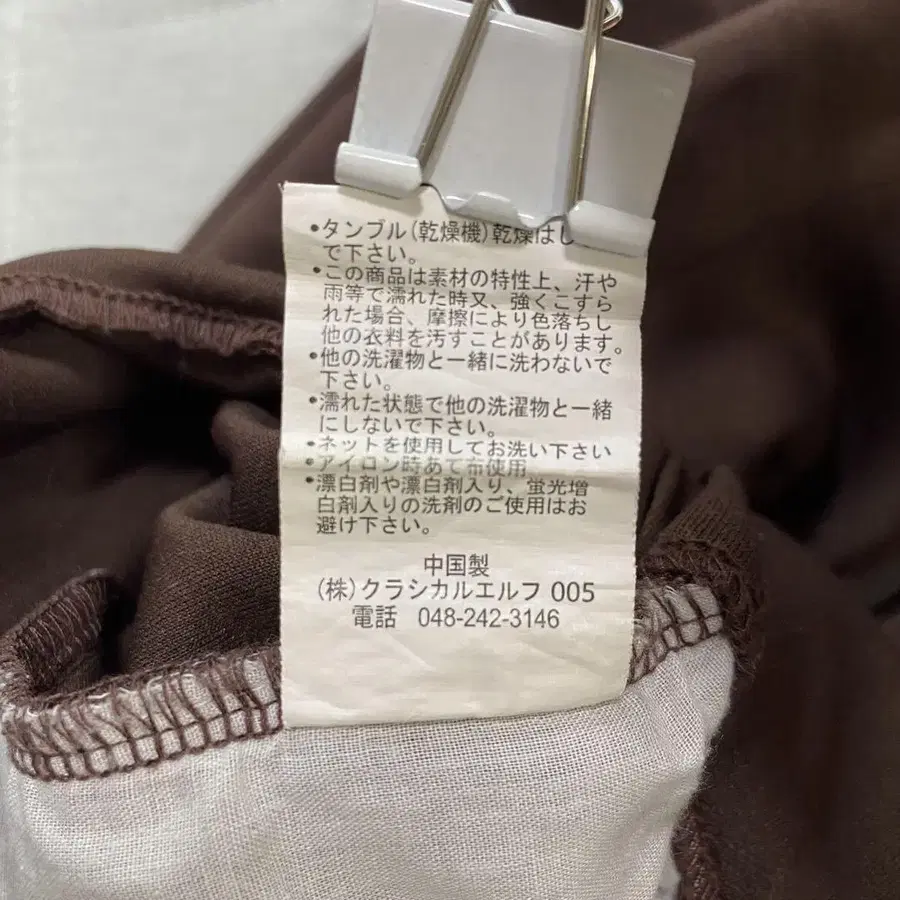 •タンブル(乾燥機)乾燥はし
で下さい。
•この商品は素材の特性上、汗や
雨等で濡れた時又、強くこすら
れた場合、摩擦により色落ちし
他の衣料を汚すことがあります。
•他の洗濯物と一緒に洗わないで
下さい。
•濡れた状態で他の洗濯物と一緒
にしないで下さい。
•ネットを使用してお洗い下さい
•アイロン時あて布使用
•漂白剤や漂白剤入り、蛍光増
白剤入りの洗剤のご使用はお
避け下さい。
中国製
(株)クラシカルエルフ 005
電話 048-242-3146